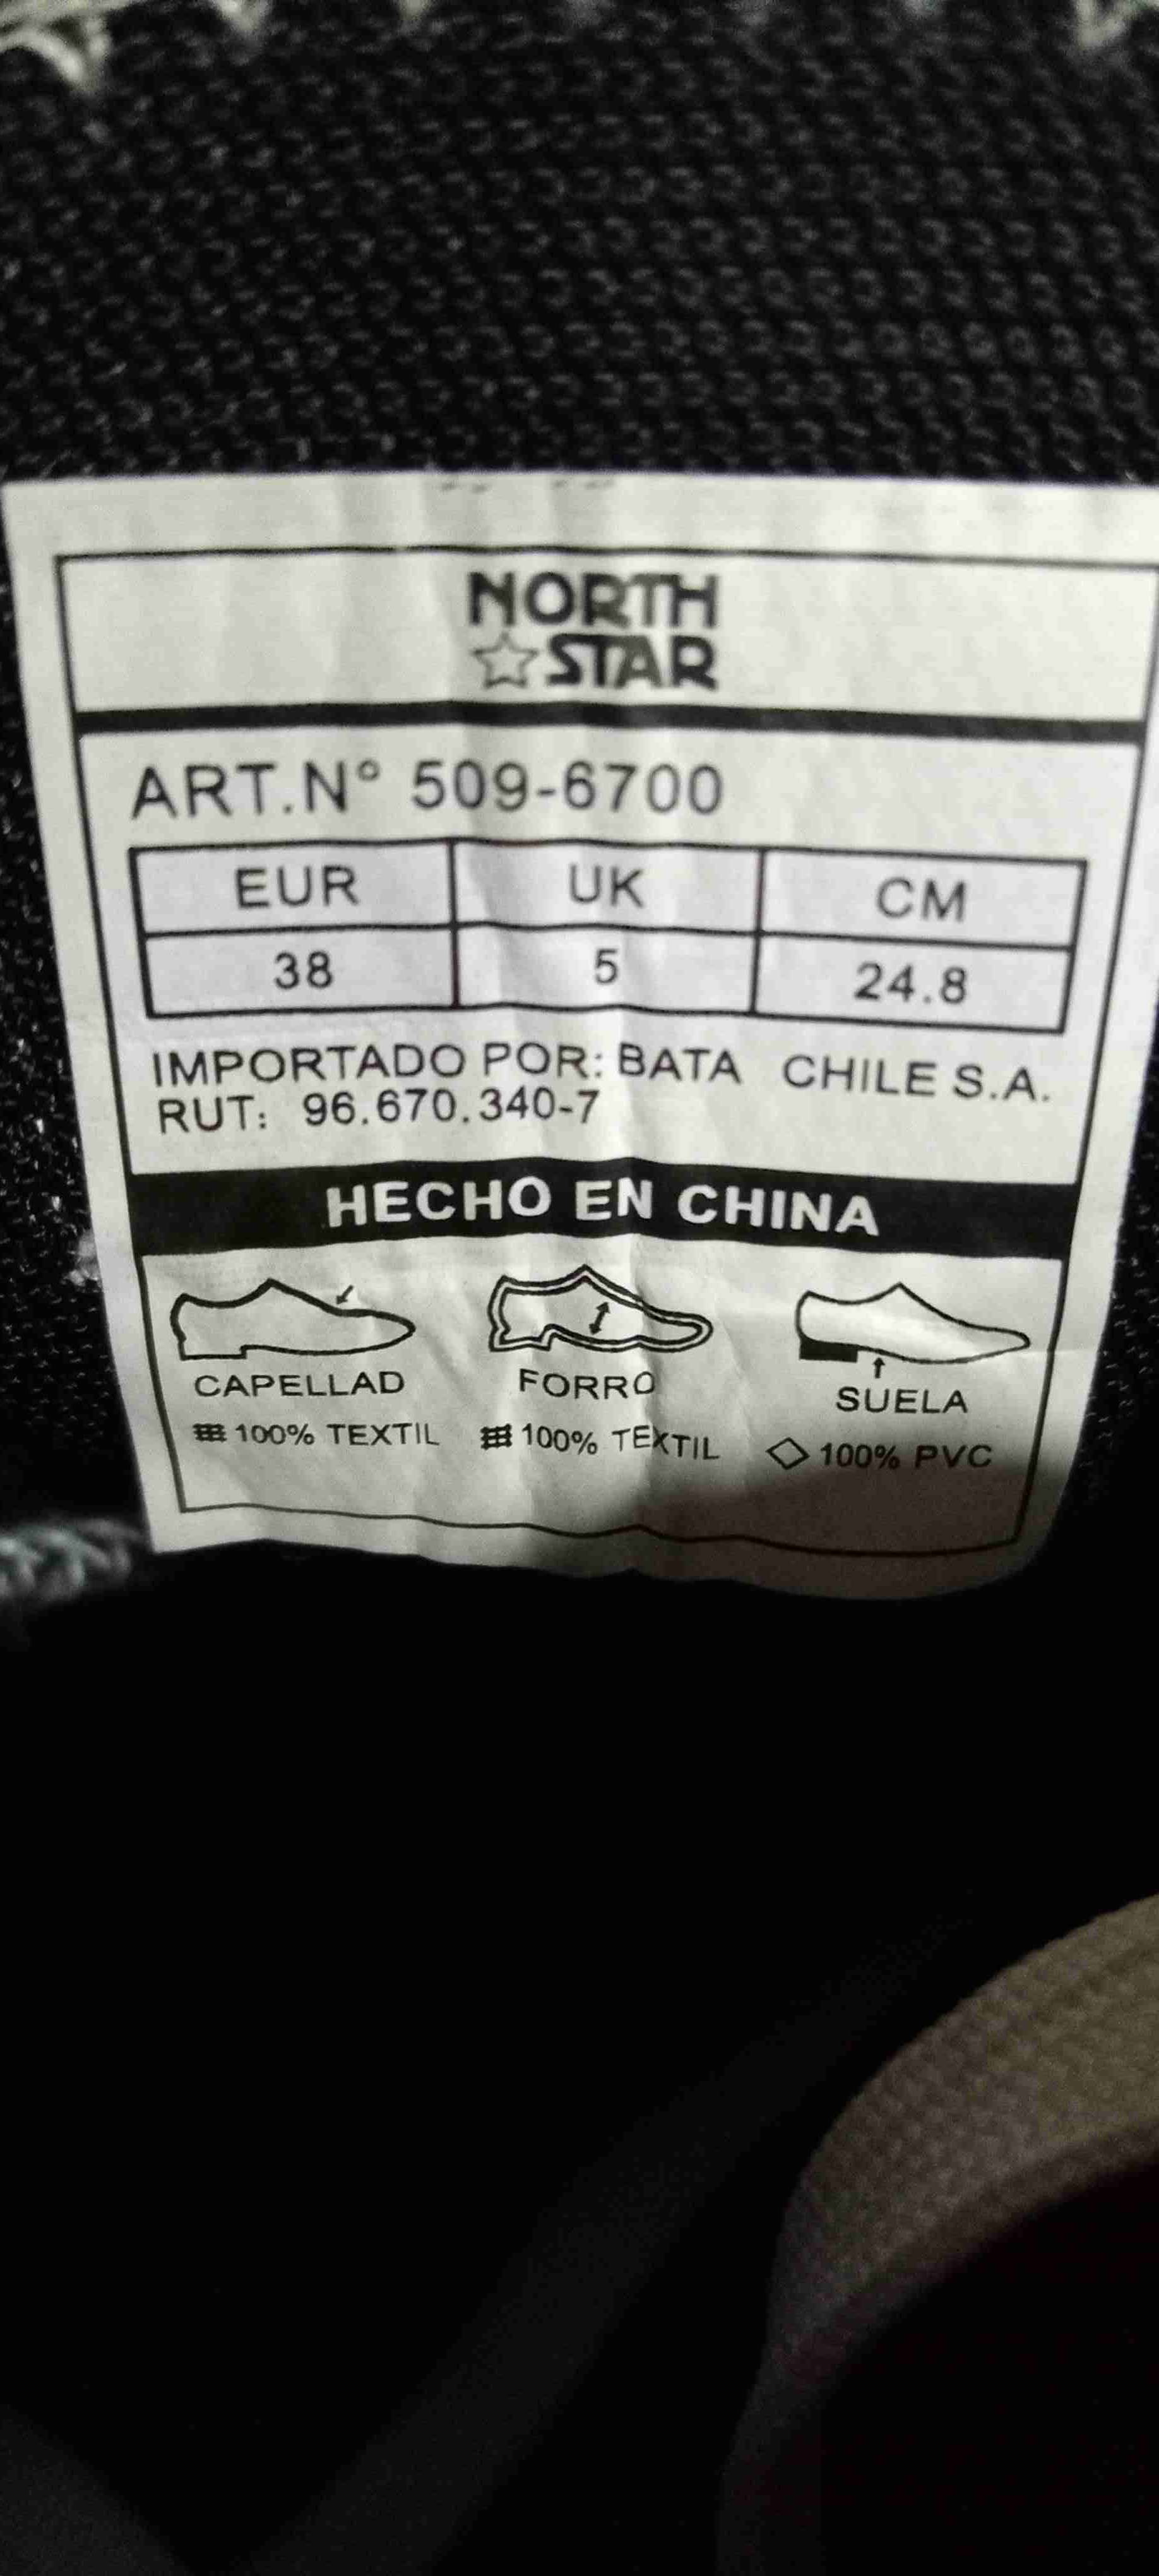 NORTH
STAR
ART.N° 509-6700
EUR UK CM
38 5 24.8
IMPORTADO POR: BATA CHILE S.A.
RUT: 96.670.340-7
HECHO EN CHINA
CAPELLAD FORRO SUELA
100% TEXTIL 100% TEXTIL 100% PVC